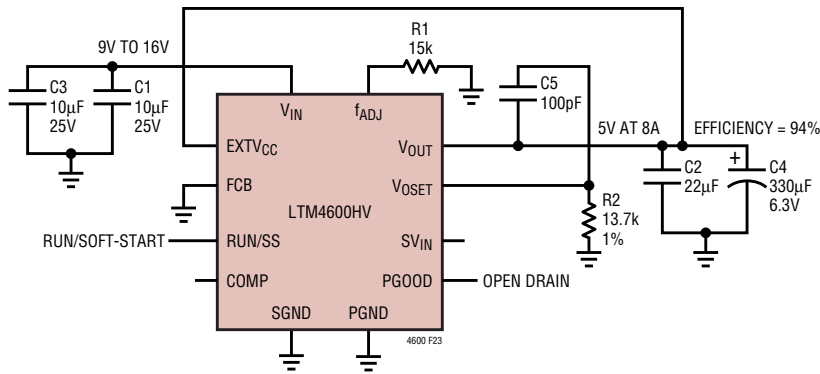 9V TO 16V
C3
10µF
25V
C1
10µF
25V
R1
15k
C5
100pF
5V AT 8A
EFFICIENCY = 94%
+
C2
22µF
C4
330µF
6.3V
R2
13.7k
1%
VIN
fADJ
EXTVCC
VOUT
FCB
VOSET
LTM4600HV
RUN/SOFT-START
RUN/SS
SVIN
COMP
PGOOD
OPEN DRAIN
SGND
PGND
4600 F23